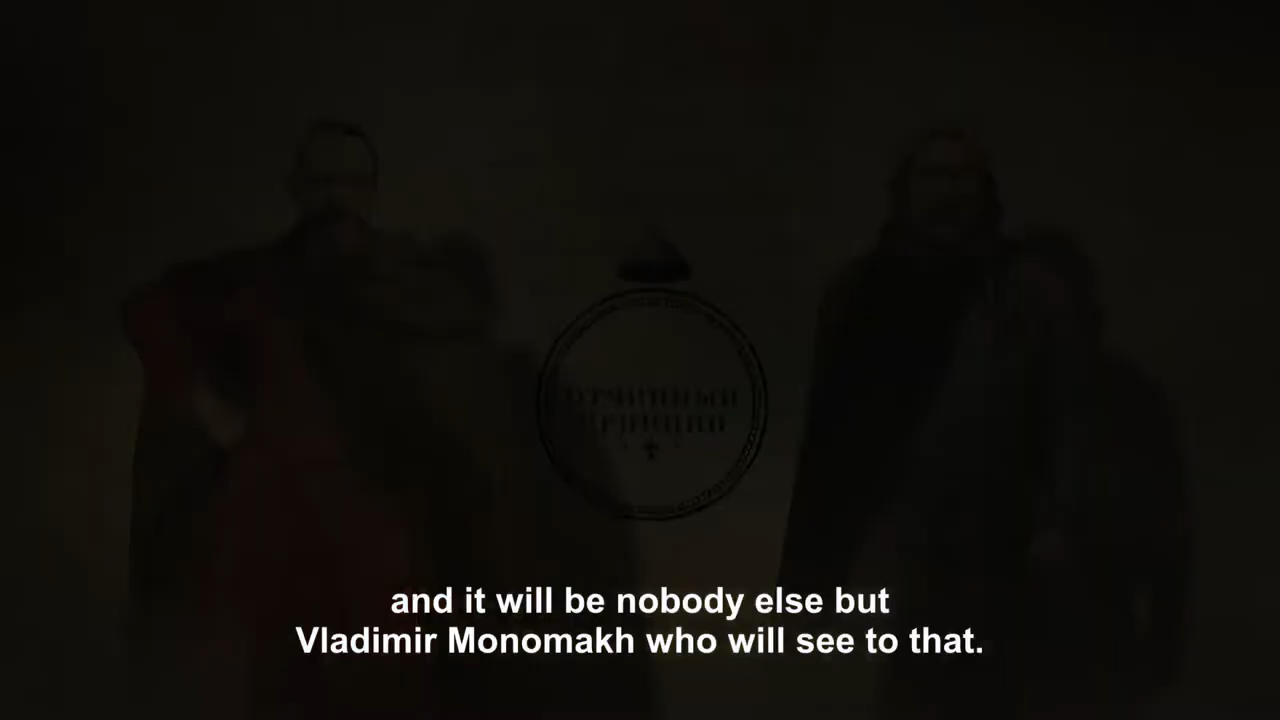 and it will be nobody else but
Vladimir Monomakh who will see to that.